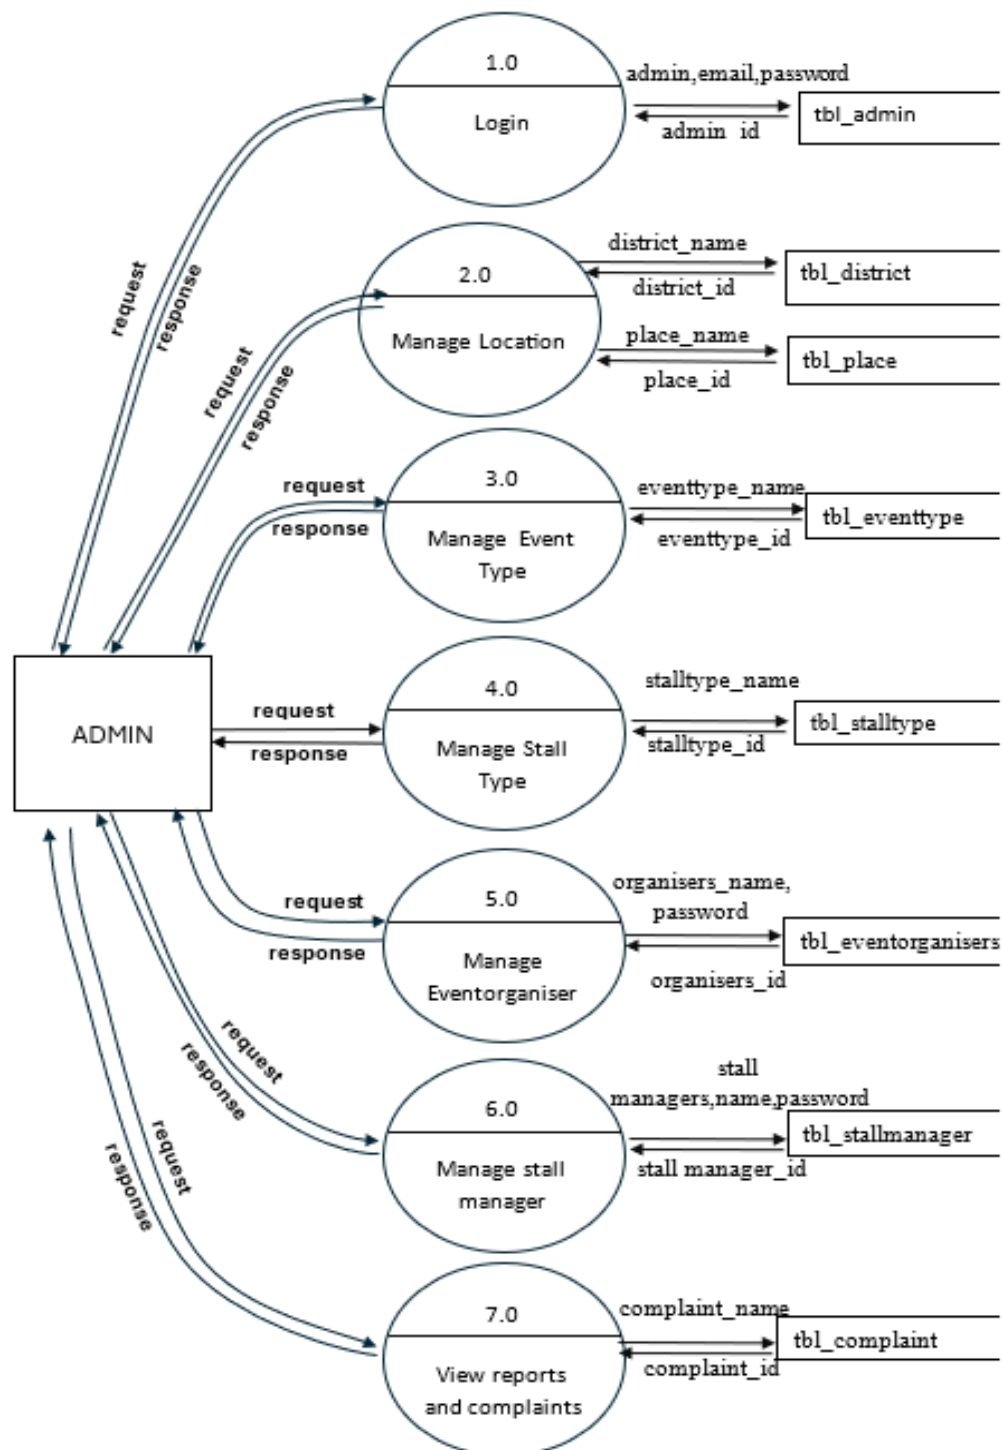 1.0
Login
admin,email,password
admin_id
tbl_admin
request
response
2.0
Manage Location
district_name
district_id
tbl_district
place_name
place_id
tbl_place
request
response
3.0
Manage Event
Type
eventtype_name
eventtype_id
tbl_eventtype
request
response
ADMIN
4.0
Manage Stall
Type
stalltype_name
stalltype_id
tbl_stalltype
request
response
5.0
Manage
Eventorganiser
organisers_name,
password
organisers_id
tbl_eventorganisers
request
response
6.0
Manage stall
manager
stall
managers,name,password
stall manager_id
tbl_stallmanager
request
response
7.0
View reports
and complaints
complaint_name
complaint_id
tbl_complaint
request
response